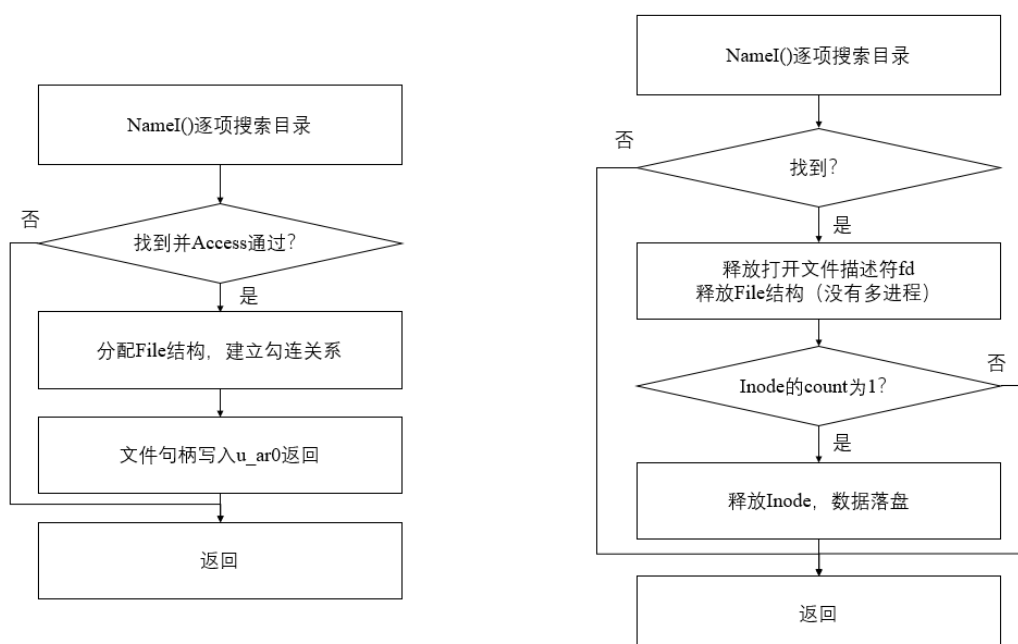 NameI()逐项搜索目录
否
找到并Access通过？
是
分配File结构，建立勾连关系
文件句柄写入u_ar0返回
返回
NameI()逐项搜索目录
否
找到？
是
释放打开文件描述符fd
释放File结构（没有多进程）
否
Inode的count为1？
是
释放Inode，数据落盘
返回